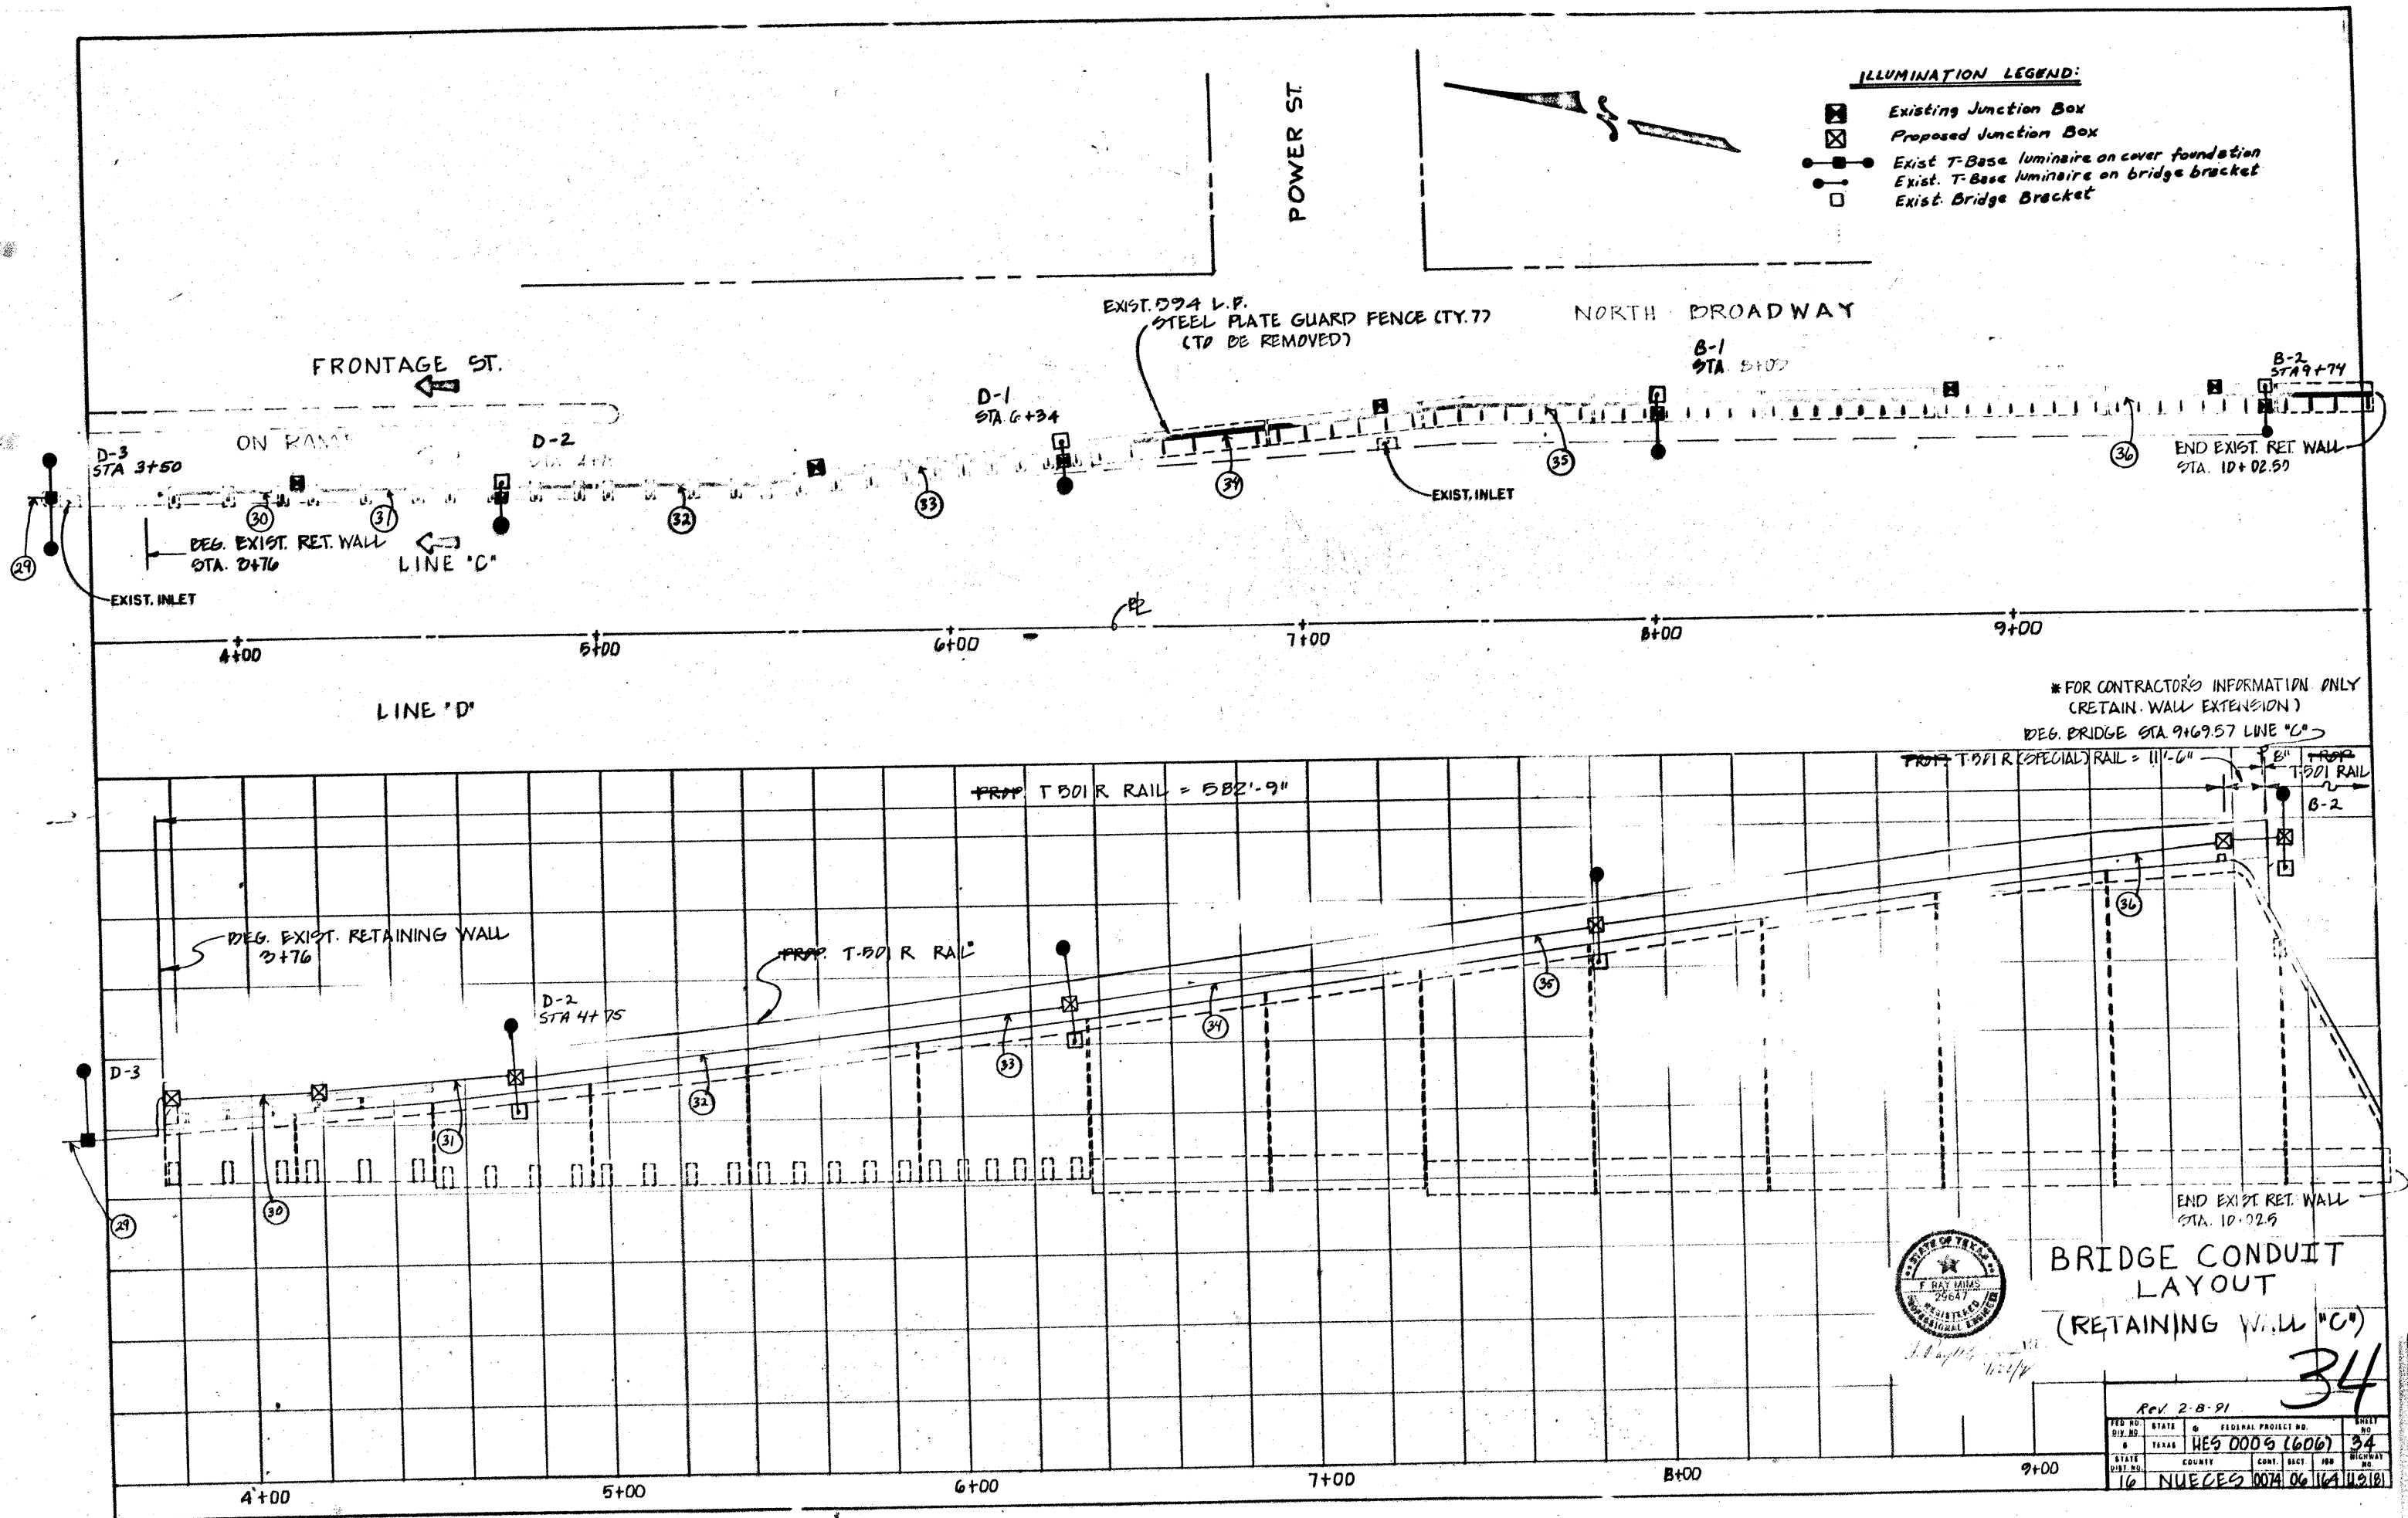 ILLUMINATION LEGEND:
Existing Junction Box
Proposed Junction Box
Exist T-Base luminaire on cover foundation
Exist. T-Base luminaire on bridge bracket
Exist. Bridge Bracket
POWER ST.
NORTH BROADWAY
EXIST. 594 L.F.
STEEL PLATE GUARD FENCE (TY. 7)
(TO BE REMOVED)
FRONTAGE ST.
ON RAMP
B-1
STA.
B-2
STA 9+74
D-1
STA. 6+34
D-2
D-3
STA 3+50
29
30
31
32
33
34
35
36
END EXIST. RET. WALL
STA. 10+02.50
EXIST. INLET
BEG. EXIST. RET. WALL
STA. 3+76
LINE "C"
EXIST. INLET
4+00
5+00
6+00
7+00
8+00
9+00
LINE "D"
* FOR CONTRACTOR'S INFORMATION ONLY
(RETAIN. WALL EXTENSION)
BEG. BRIDGE STA. 9+69.57 LINE "C"
PROP. T-501R (SPECIAL) RAIL = 11'-6"
8"
PROP
T-501 RAIL
B-2
PROP. T 501 R RAIL = 582'-9"
BEG. EXIST. RETAINING WALL
3+76
PROP. T-501 R RAIL
D-2
STA 4+75
D-3
29
30
31
32
33
34
35
36
END EXIST. RET. WALL
STA. 10+02.5
STATE OF TEXAS
F. RAY MIMS
29647
REGISTERED
PROFESSIONAL ENGINEER
BRIDGE CONDUIT
LAYOUT
(RETAINING WALL "C")
34
Rev. 2-8-91
FED. RD. DIV. NO. STATE FEDERAL PROJECT NO. SHEET NO.
6 TEXAS HES 000S (606) 34
STATE DIST. NO. COUNTY CONT. SECT. JOB HIGHWAY NO.
16 NUECES 0074 06 164 U.S. 181
4+00
5+00
6+00
7+00
8+00
9+00